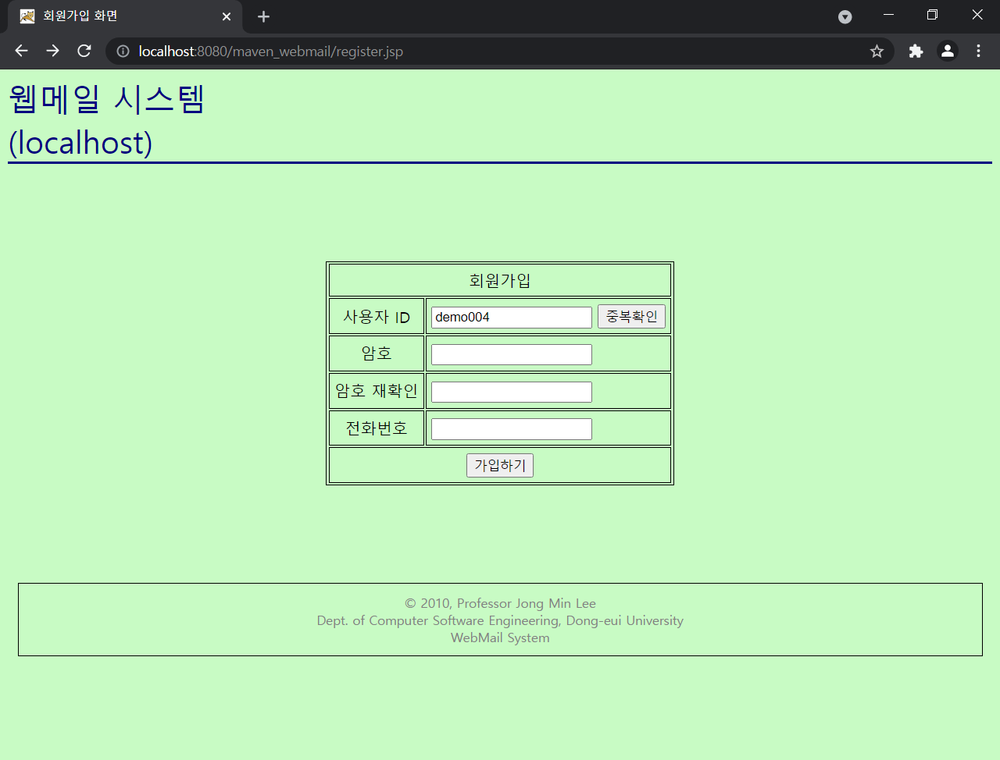 회원가입 화면
localhost:8080/maven_webmail/register.jsp
웹메일 시스템
(localhost)
회원가입
사용자 ID demo004 중복확인
암호
암호 재확인
전화번호
가입하기
© 2010, Professor Jong Min Lee
Dept. of Computer Software Engineering, Dong-eui University
WebMail System